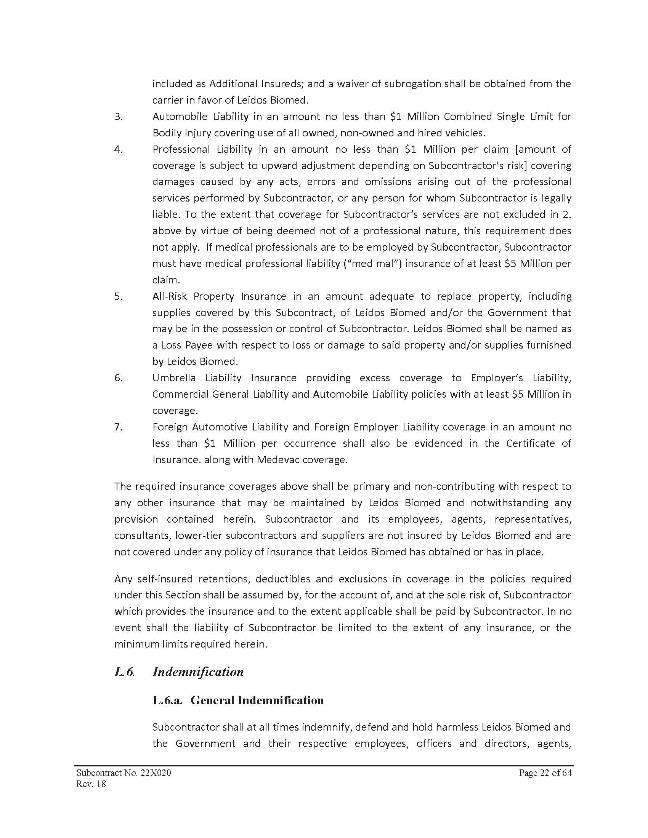 included as Additional Insureds; and a waiver of subrogation shall be obtained from the
carrier in favor of Leidos Biomed.
3. Automobile Liability in an amount no less than $1 Million Combined Single Limit for
Bodily Injury covering use of all owned, non-owned and hired vehicles.
4. Professional Liability in an amount no less than $1 Million per claim [amount of
coverage is subject to upward adjustment depending on Subcontractor's risk] covering
damages caused by any acts, errors and omissions arising out of the professional
services performed by Subcontractor, or any person for whom Subcontractor is legally
liable. To the extent that coverage for Subcontractor's services are not excluded in 2.
above by virtue of being deemed not of a professional nature, this requirement does
not apply. If medical professionals are to be employed by Subcontractor, Subcontractor
must have medical professional liability ("med mal") insurance of at least $5 Million per
claim.
5. All-Risk Property Insurance in an amount adequate to replace property, including
supplies covered by this Subcontract, of Leidos Biomed and/or the Government that
may be in the possession or control of Subcontractor. Leidos Biomed shall be named as
a Loss Payee with respect to loss or damage to said property and/or supplies furnished
by Leidos Biomed.
6. Umbrella Liability Insurance providing excess coverage to Employer's Liability,
Commercial General Liability and Automobile Liability policies with at least $5 Million in
coverage.
7. Foreign Automotive Liability and Foreign Employer Liability coverage in an amount no
less than $1 Million per occurrence shall also be evidenced in the Certificate of
Insurance. along with Medevac coverage.
The required insurance coverages above shall be primary and non-contributing with respect to
any other insurance that may be maintained by Leidos Biomed and notwithstanding any
provision contained herein. Subcontractor and its employees, agents, representatives,
consultants, lower-tier subcontractors and suppliers are not insured by Leidos Biomed and are
not covered under any policy of insurance that Leidos Biomed has obtained or has in place.
Any self-insured retentions, deductibles and exclusions in coverage in the policies required
under this Section shall be assumed by, for the account of, and at the sole risk of, Subcontractor
which provides the insurance and to the extent applicable shall be paid by Subcontractor. In no
event shall the liability of Subcontractor be limited to the extent of any insurance, or the
minimum limits required herein.
L.6. Indemnification
L.6.a. General Indemnification
Subcontractor shall at all times indemnify, defend and hold harmless Leidos Biomed and
the Government and their respective employees, officers and directors, agents,
Subcontract No. 22X020 Page 22 of 64
Rev. 18